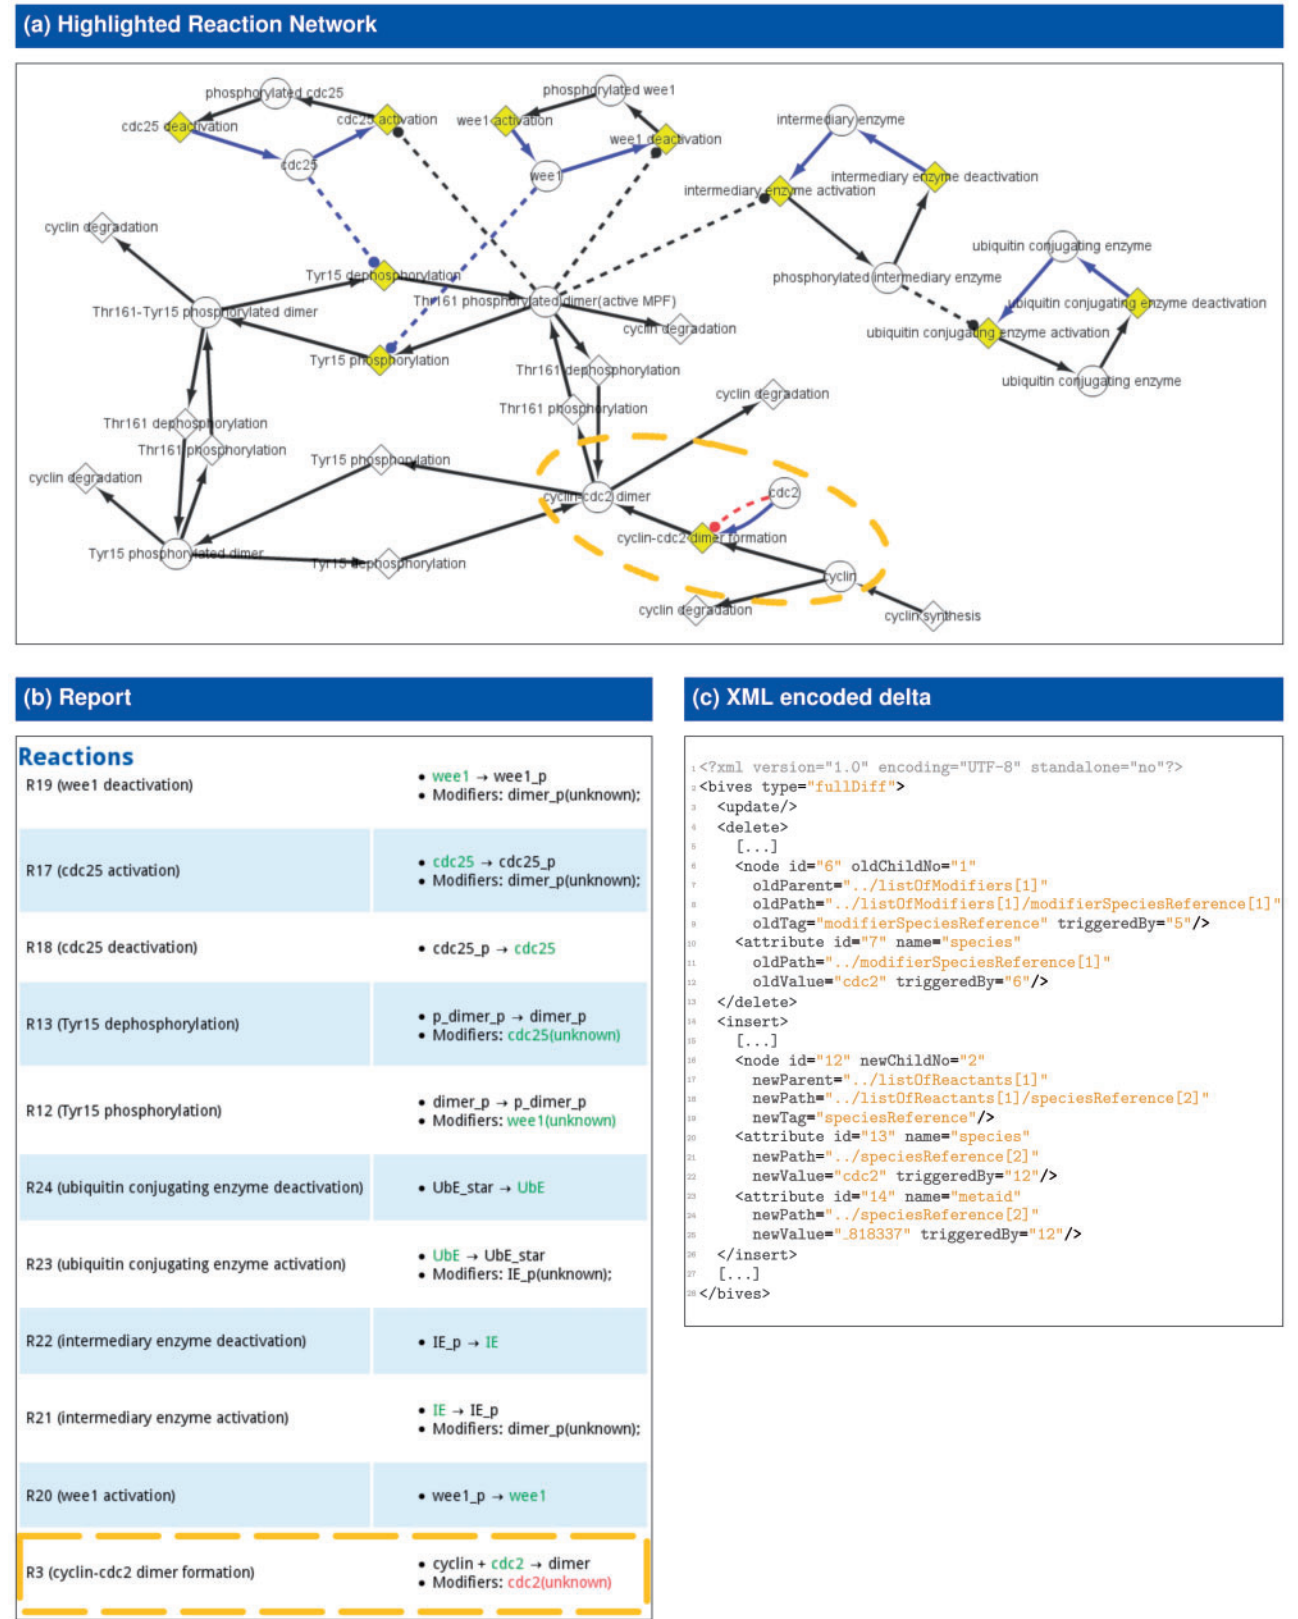 (a) Highlighted Reaction Network
phosphorylated cdc25
phosphorylated wee1
cdc25 deactivation
cdc25 activation
wee1 activation
wee1 deactivation
intermediary enzyme
cdc25
wee1
intermediary enzyme activation
intermediary enzyme deactivation
cyclin degradation
ubiquitin conjugating enzyme
Tyr15 dephosphorylation
phosphorylated intermediary enzyme
Thr161-Tyr15 phosphorylated dimer
Thr161 phosphorylated dimer(active MPF)
ubiquitin conjugating enzyme deactivation
cyclin degradation
ubiquitin conjugating enzyme activation
Tyr15 phosphorylation
Thr161 dephosphorylation
ubiquitin conjugating enzyme
cyclin degradation
Thr161 phosphorylation
Thr161 dephosphorylation
Thr161 phosphorylation
Tyr15 phosphorylation
cyclin degradation
cyclin-cdc2 dimer
cdc2
cyclin-cdc2 dimer formation
Tyr15 phosphorylated dimer
Tyr15 dephosphorylation
cyclin
cyclin degradation
cyclin synthesis
(b) Report
Reactions
R19 (wee1 deactivation)
• wee1 → wee1_p
• Modifiers: dimer_p(unknown);
R17 (cdc25 activation)
• cdc25 → cdc25_p
• Modifiers: dimer_p(unknown);
R18 (cdc25 deactivation)
• cdc25_p → cdc25
R13 (Tyr15 dephosphorylation)
• p_dimer_p → dimer_p
• Modifiers: cdc25(unknown)
R12 (Tyr15 phosphorylation)
• dimer_p → p_dimer_p
• Modifiers: wee1(unknown)
R24 (ubiquitin conjugating enzyme deactivation)
• UbE_star → UbE
R23 (ubiquitin conjugating enzyme activation)
• UbE → UbE_star
• Modifiers: IE_p(unknown);
R22 (intermediary enzyme deactivation)
• IE_p → IE
R21 (intermediary enzyme activation)
• IE → IE_p
• Modifiers: dimer_p(unknown);
R20 (wee1 activation)
• wee1_p → wee1
R3 (cyclin-cdc2 dimer formation)
• cyclin + cdc2 → dimer
• Modifiers: cdc2(unknown)
(c) XML encoded delta
1 <?xml version="1.0" encoding="UTF-8" standalone="no"?>
2 <bives type="fullDiff">
3 <update/>
4 <delete>
5 [...]
6 <node id="6" oldChildNo="1"
7 oldParent="../listOfModifiers[1]"
8 oldPath="../listOfModifiers[1]/modifierSpeciesReference[1]"
9 oldTag="modifierSpeciesReference" triggeredBy="5"/>
10 <attribute id="7" name="species"
11 oldPath="../modifierSpeciesReference[1]"
12 oldValue="cdc2" triggeredBy="6"/>
13 </delete>
14 <insert>
15 [...]
16 <node id="12" newChildNo="2"
17 newParent="../listOfReactants[1]"
18 newPath="../listOfReactants[1]/speciesReference[2]"
19 newTag="speciesReference"/>
20 <attribute id="13" name="species"
21 newPath="../speciesReference[2]"
22 newValue="cdc2" triggeredBy="12"/>
23 <attribute id="14" name="metaid"
24 newPath="../speciesReference[2]"
25 newValue="_818337" triggeredBy="12"/>
26 </insert>
27 [...]
28 </bives>